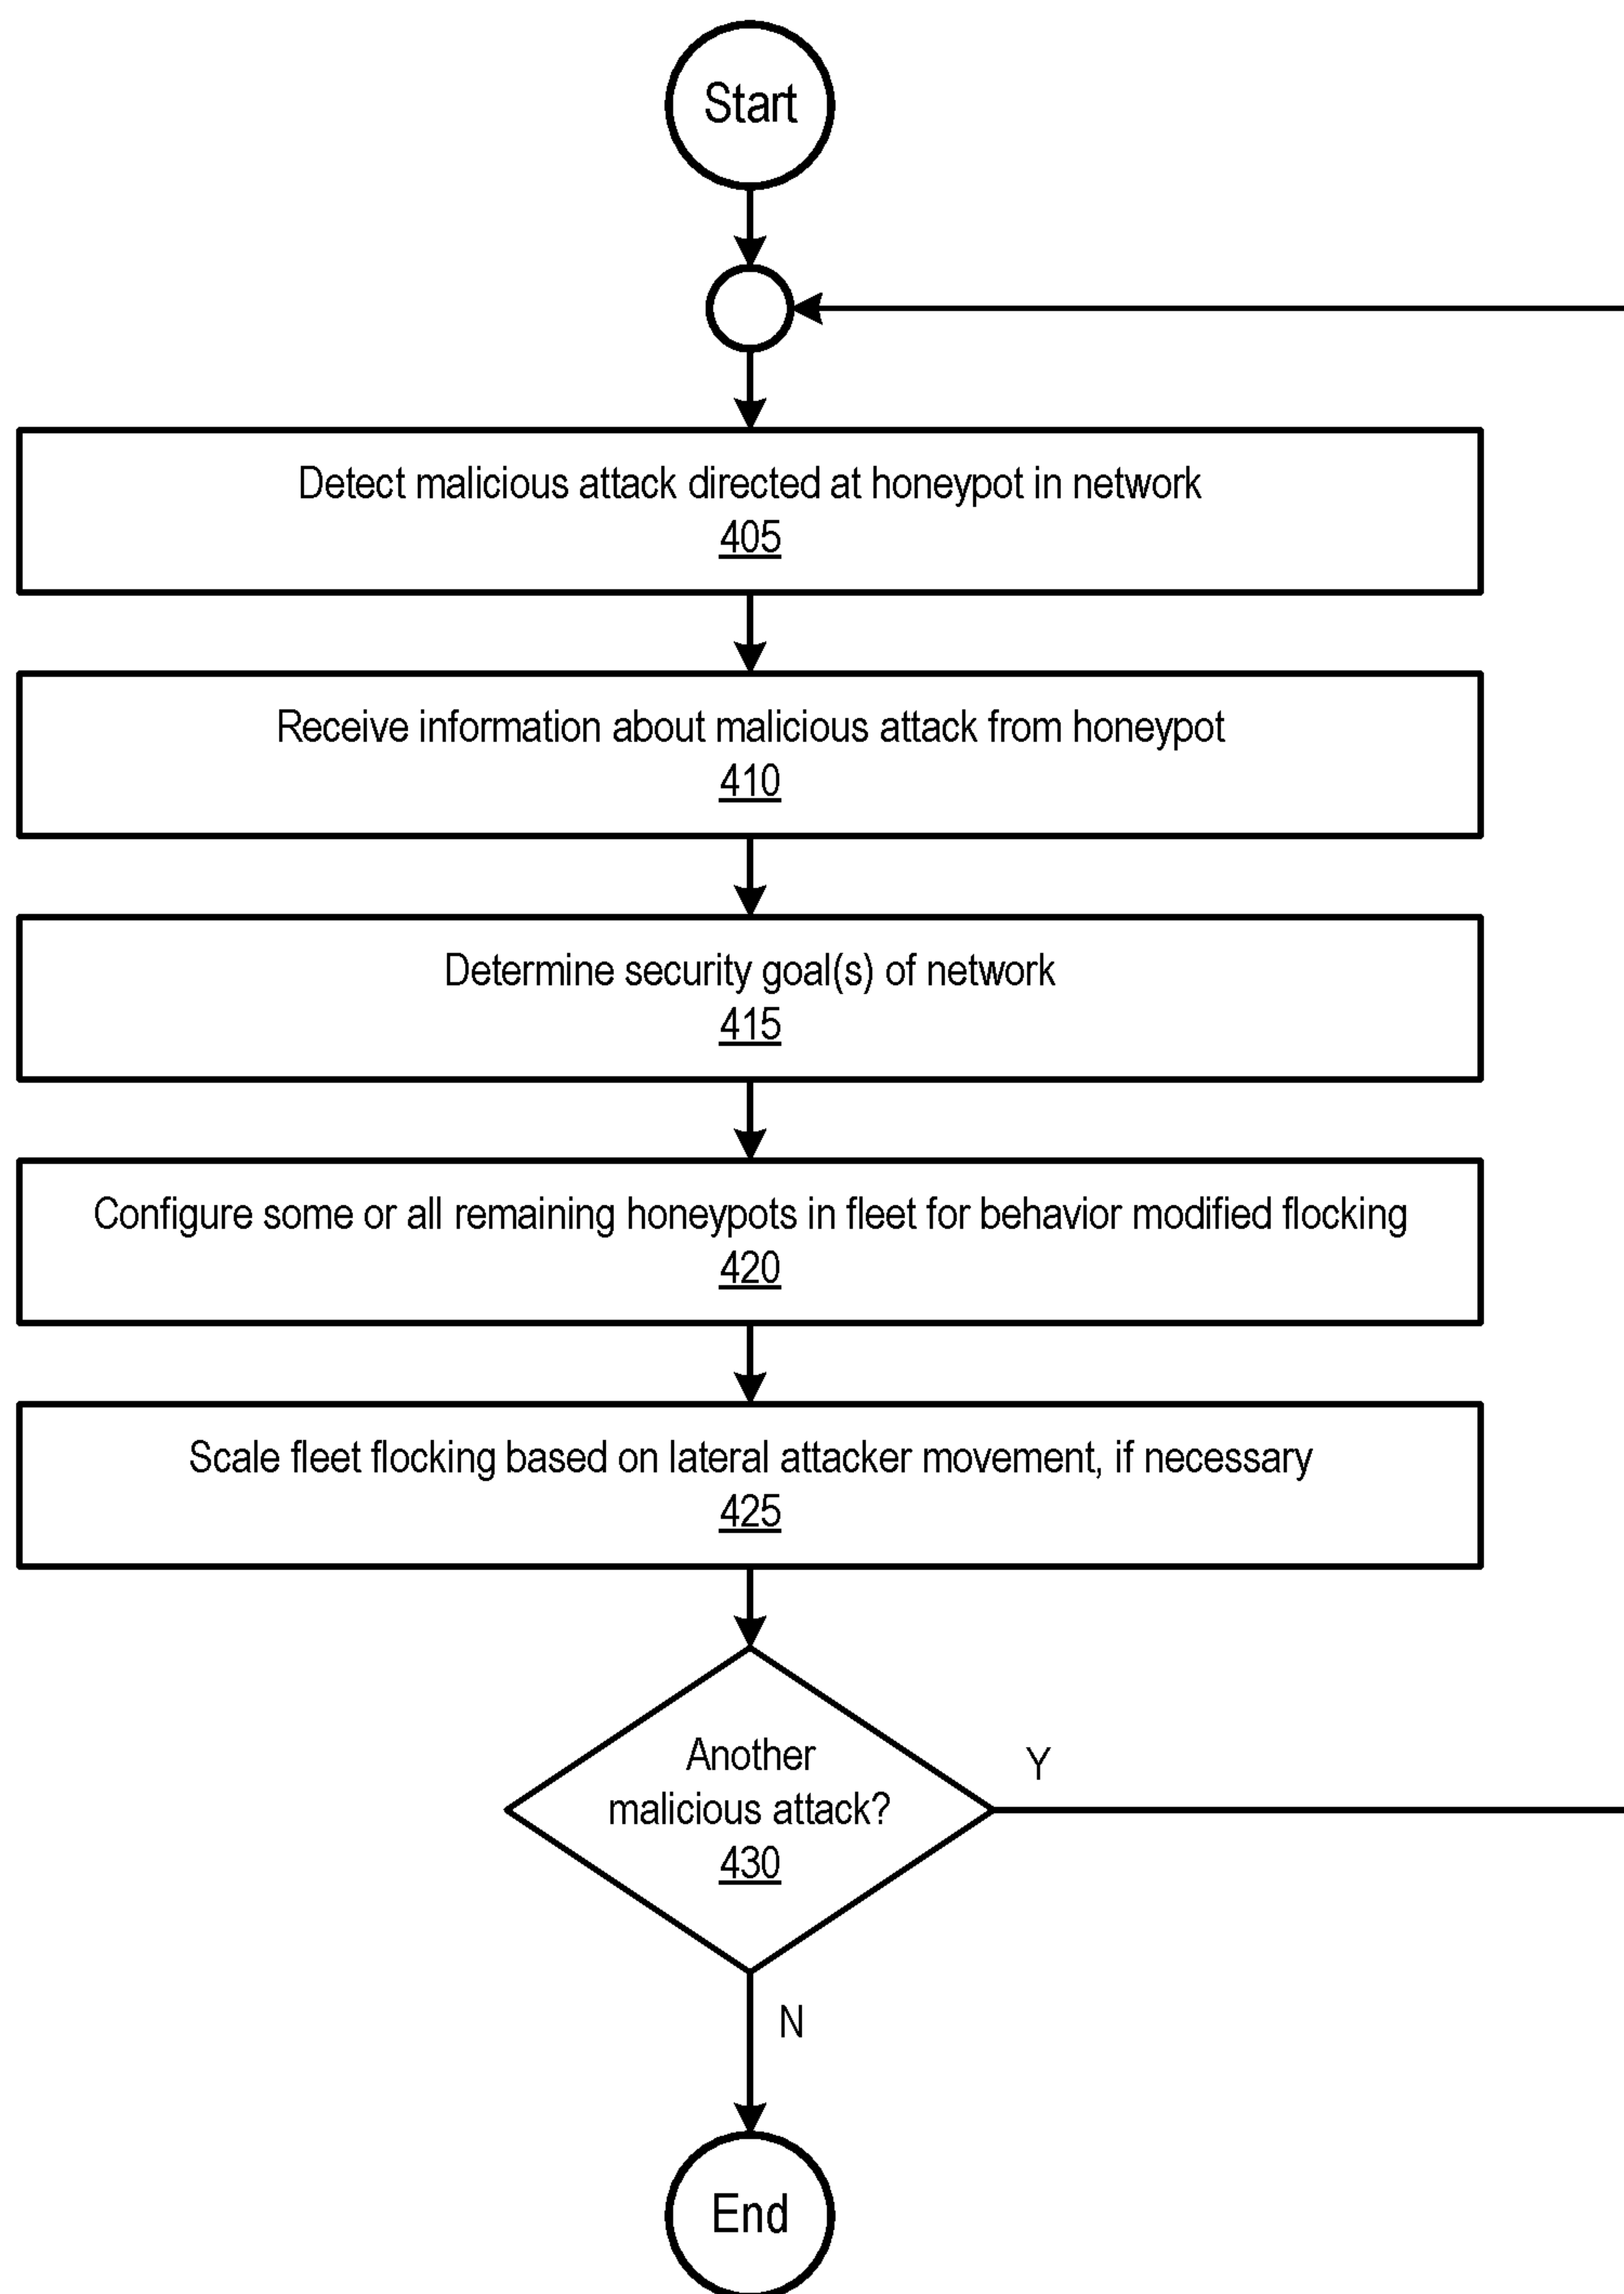 Start
Detect malicious attack directed at honeypot in network
405
Receive information about malicious attack from honeypot
410
Determine security goal(s) of network
415
Configure some or all remaining honeypots in fleet for behavior modified flocking
420
Scale fleet flocking based on lateral attacker movement, if necessary
425
Another
malicious attack?
430
Y
N
End